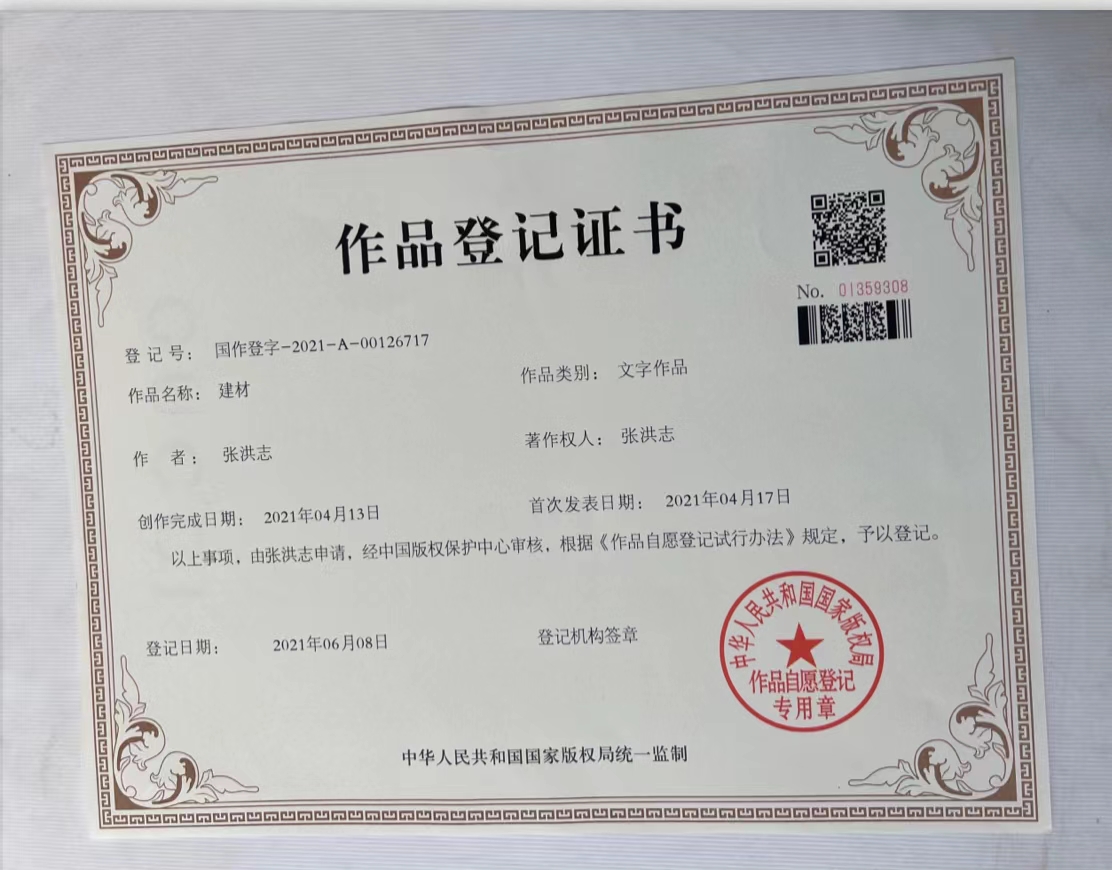 作品登记证书
No. 01359308
登 记 号： 国作登字-2021-A-00126717
作品名称： 建材
作品类别： 文字作品
作 者： 张洪志
著作权人： 张洪志
创作完成日期： 2021年04月13日
首次发表日期： 2021年04月17日
以上事项，由张洪志申请，经中国版权保护中心审核，根据《作品自愿登记试行办法》规定，予以登记。
登记日期： 2021年06月08日
登记机构签章
中华人民共和国国家版权局
作品自愿登记
专用章
中华人民共和国国家版权局统一监制